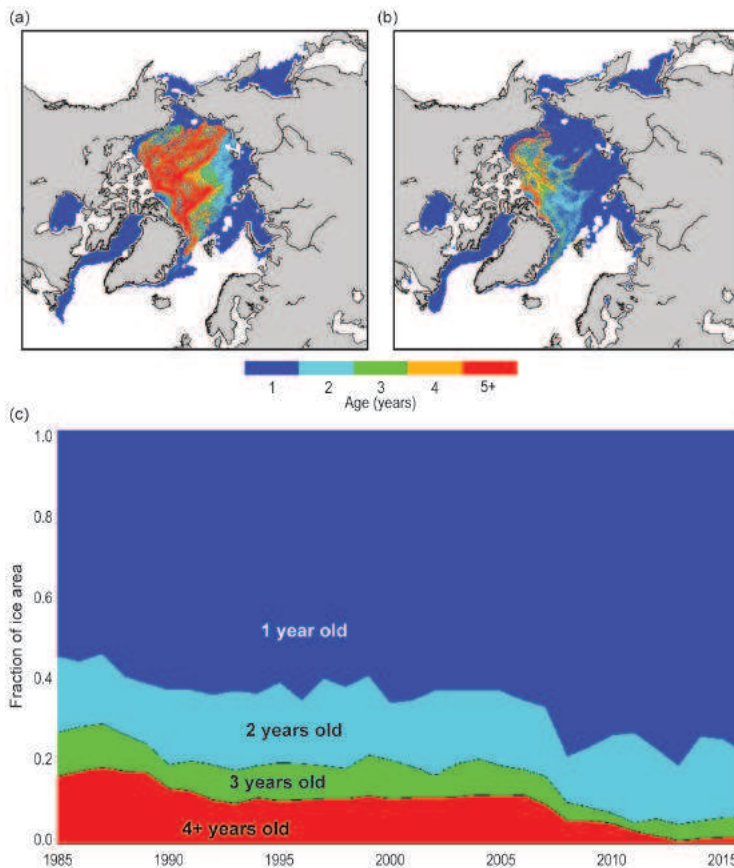 (a)
(b)
1 2 3 4 5+
Age (years)
(c)
1.0
0.8
0.6
0.4
0.2
0.0
Fraction of ice area
1 year old
2 years old
3 years old
4+ years old
1985 1990 1995 2000 2005 2010 2015